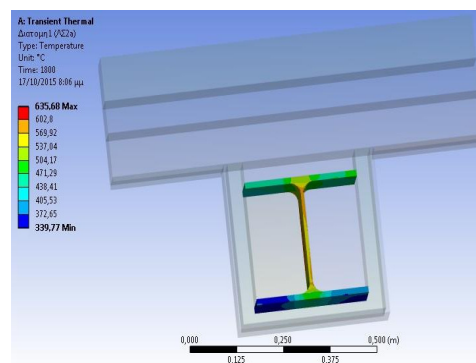 A: Transient Thermal
Διατομη1 (ΛΣ2a)
Type: Temperature
Unit: °C
Time: 1800
17/10/2015 8:06 μμ
635,68 Max
602,8
569,92
537,04
504,17
471,29
438,41
405,53
372,65
339,77 Min
0,000
0,250
0,500 (m)
0,125
0,375